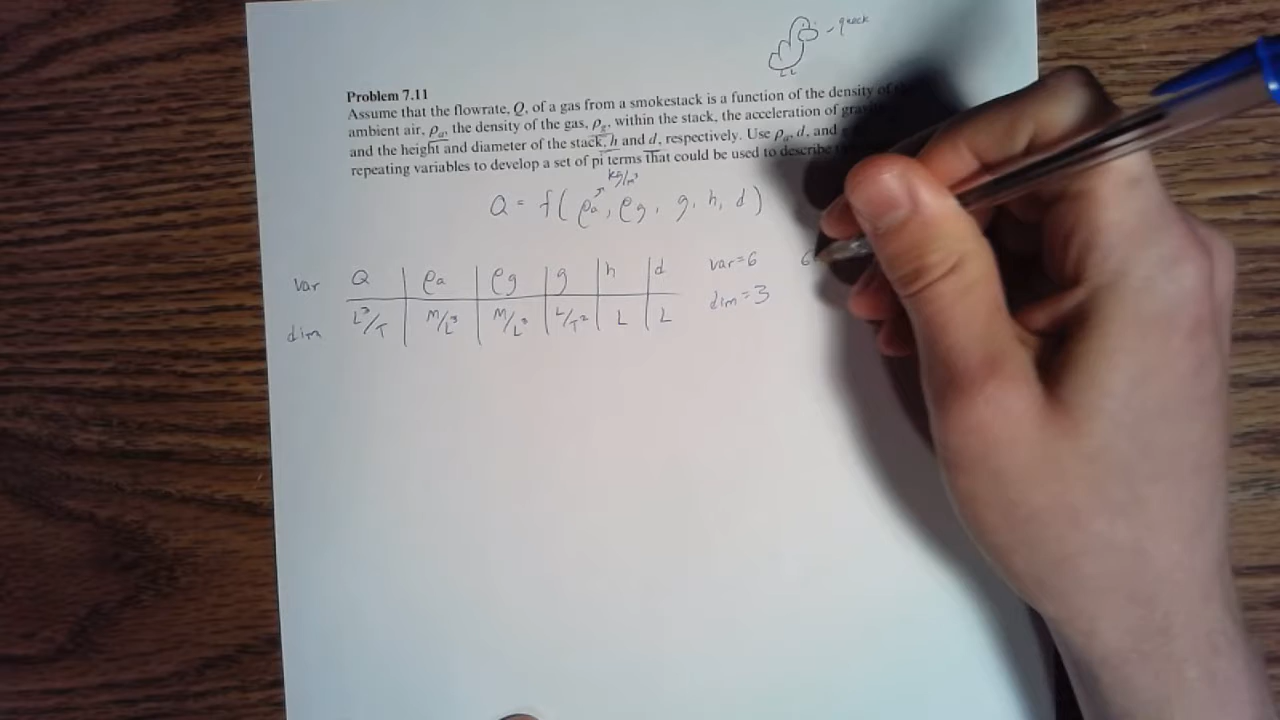 - quack
Problem 7.11
Assume that the flowrate, Q, of a gas from a smokestack is a function of the density of
ambient air, ρa, the density of the gas, ρg, within the stack, the acceleration of
and the height and diameter of the stack, h and d, respectively. Use ρa, d, and
repeating variables to develop a set of pi terms that could be used to describe
kg/m³
Q = f( ρa, ρg, g, h, d )
var Q ρa ρg g h d var=6 6
dim L³/T M/L³ M/L³ L/T² L L dim=3